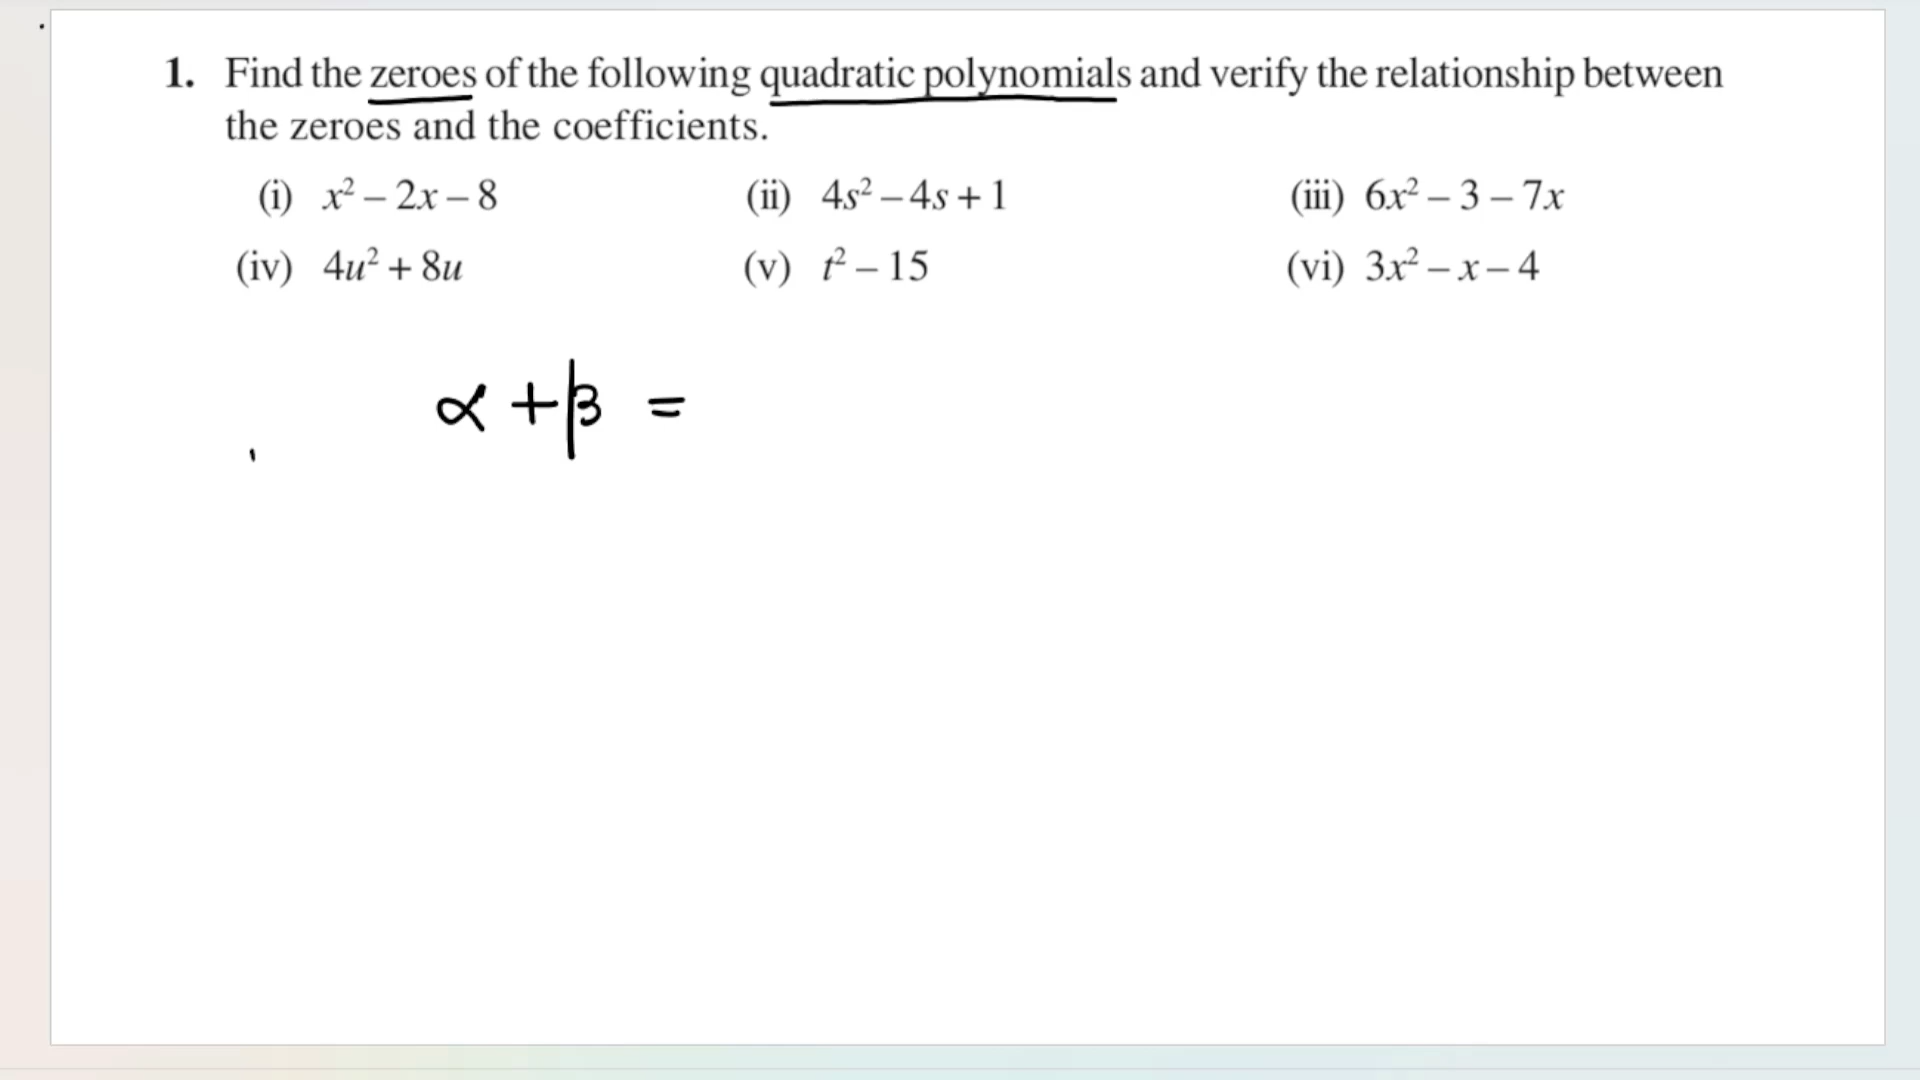 1. Find the zeroes of the following quadratic polynomials and verify the relationship between
the zeroes and the coefficients.
(i) x² – 2x – 8 (ii) 4s² – 4s + 1 (iii) 6x² – 3 – 7x
(iv) 4u² + 8u (v) t² – 15 (vi) 3x² – x – 4
α + β =